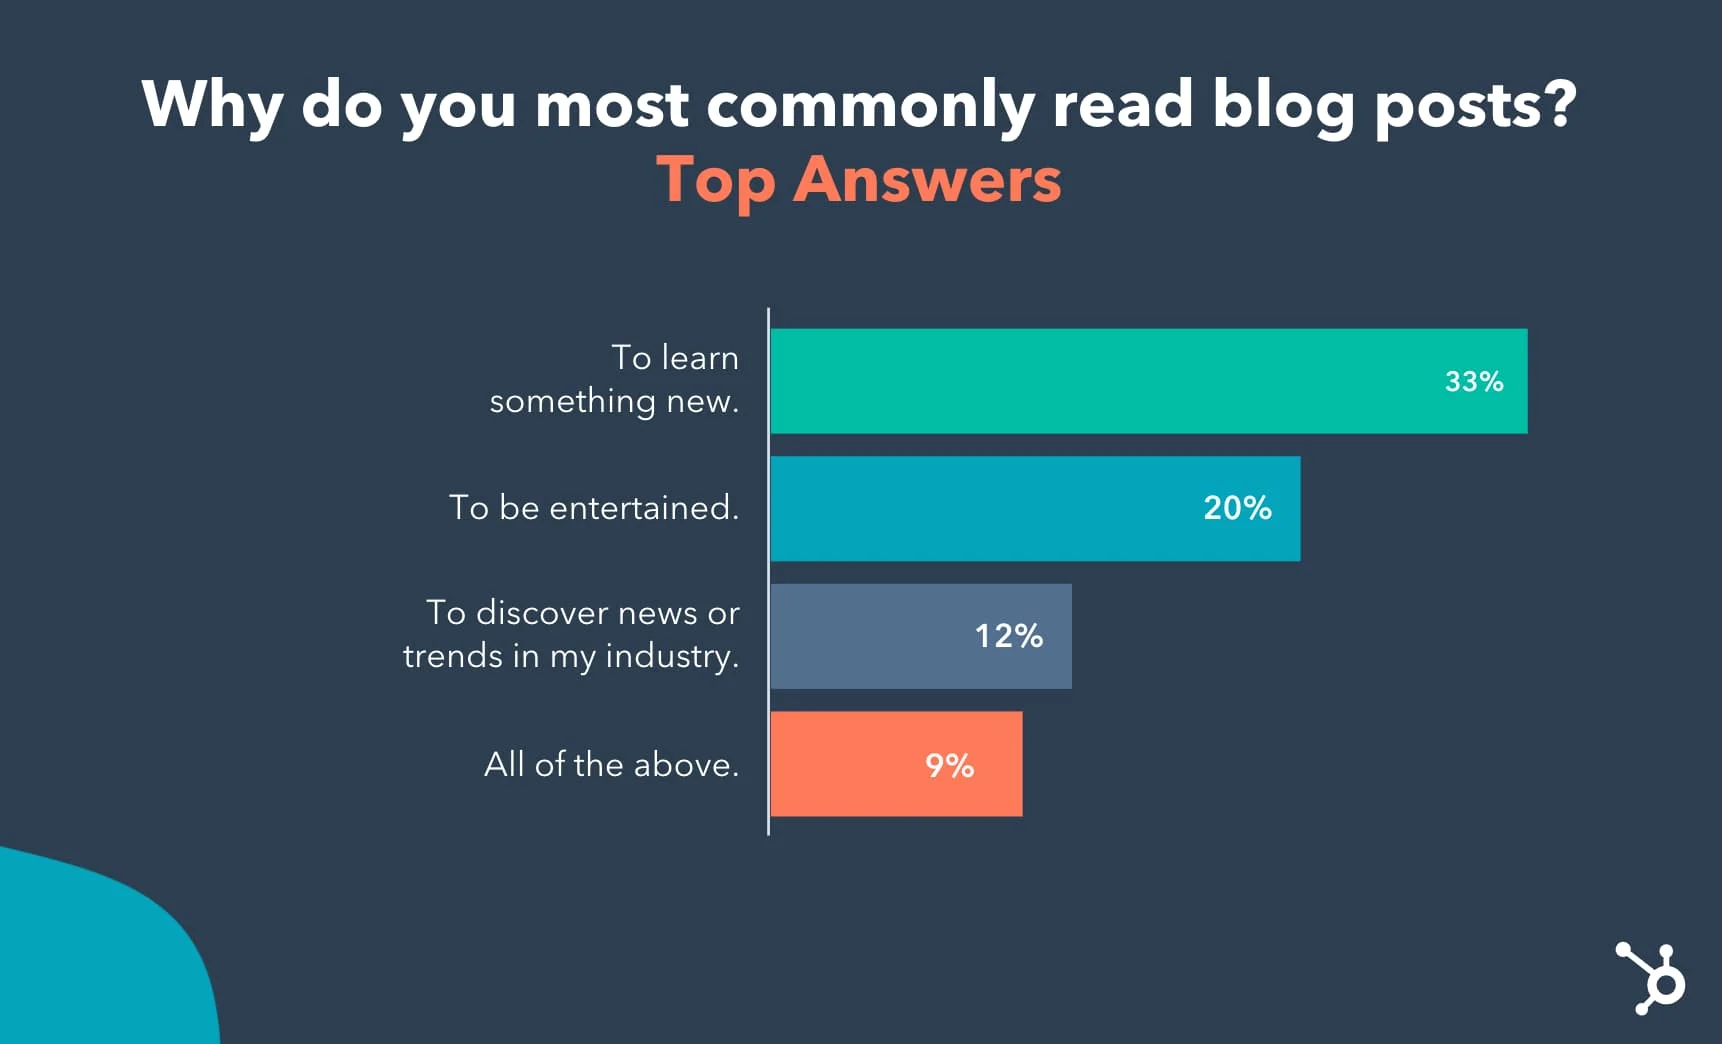 Why do you most commonly read blog posts?
Top Answers
To learn
something new.
33%
To be entertained.
20%
To discover news or
trends in my industry.
12%
All of the above.
9%